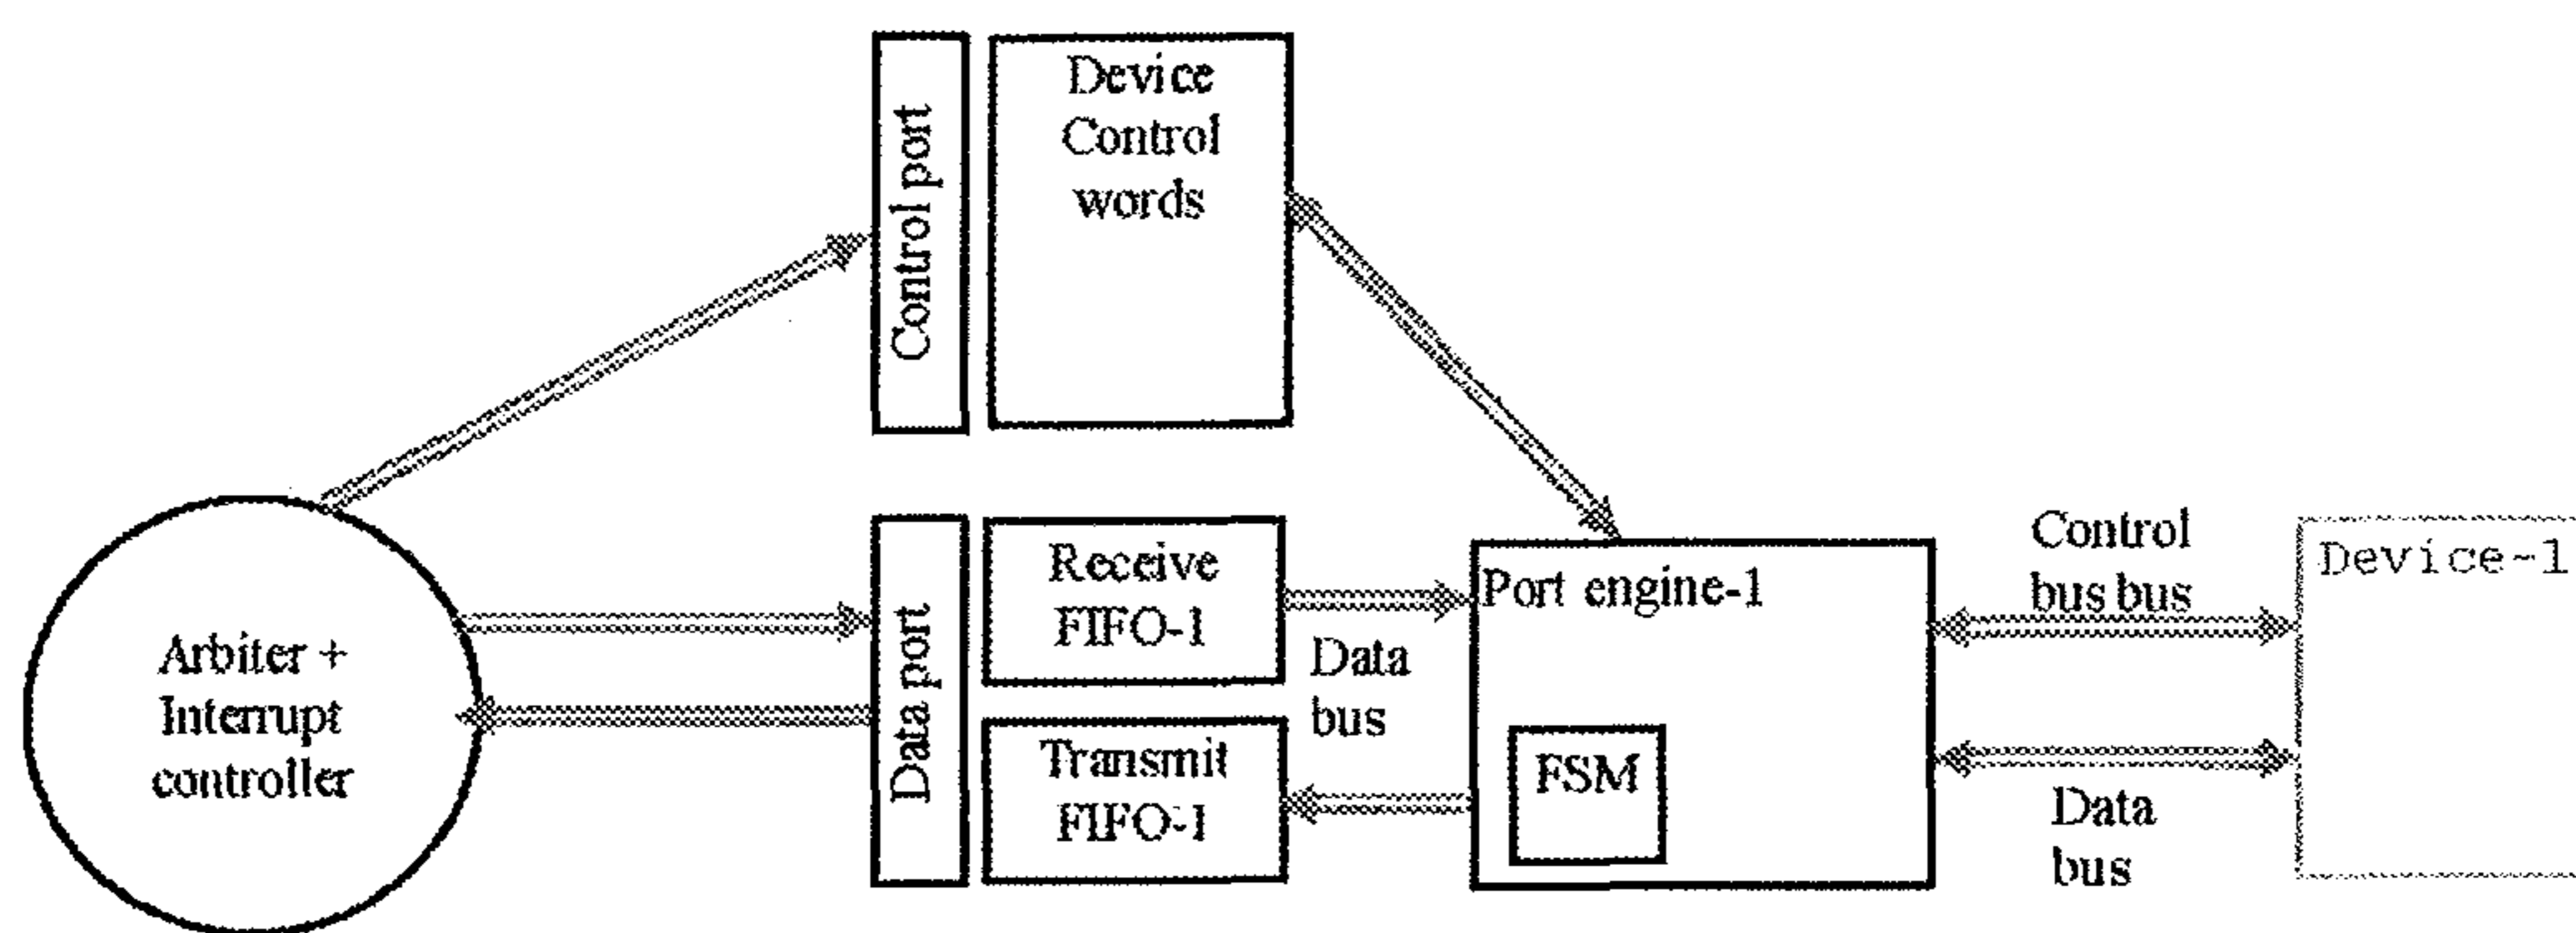 Control port
Device
Control
words
Arbiter +
Interrupt
controller
Data port
Receive
FIFO-1
Transmit
FIFO-1
Data
bus
Port engine-1
FSM
Control
bus bus
Data
bus
Device~1